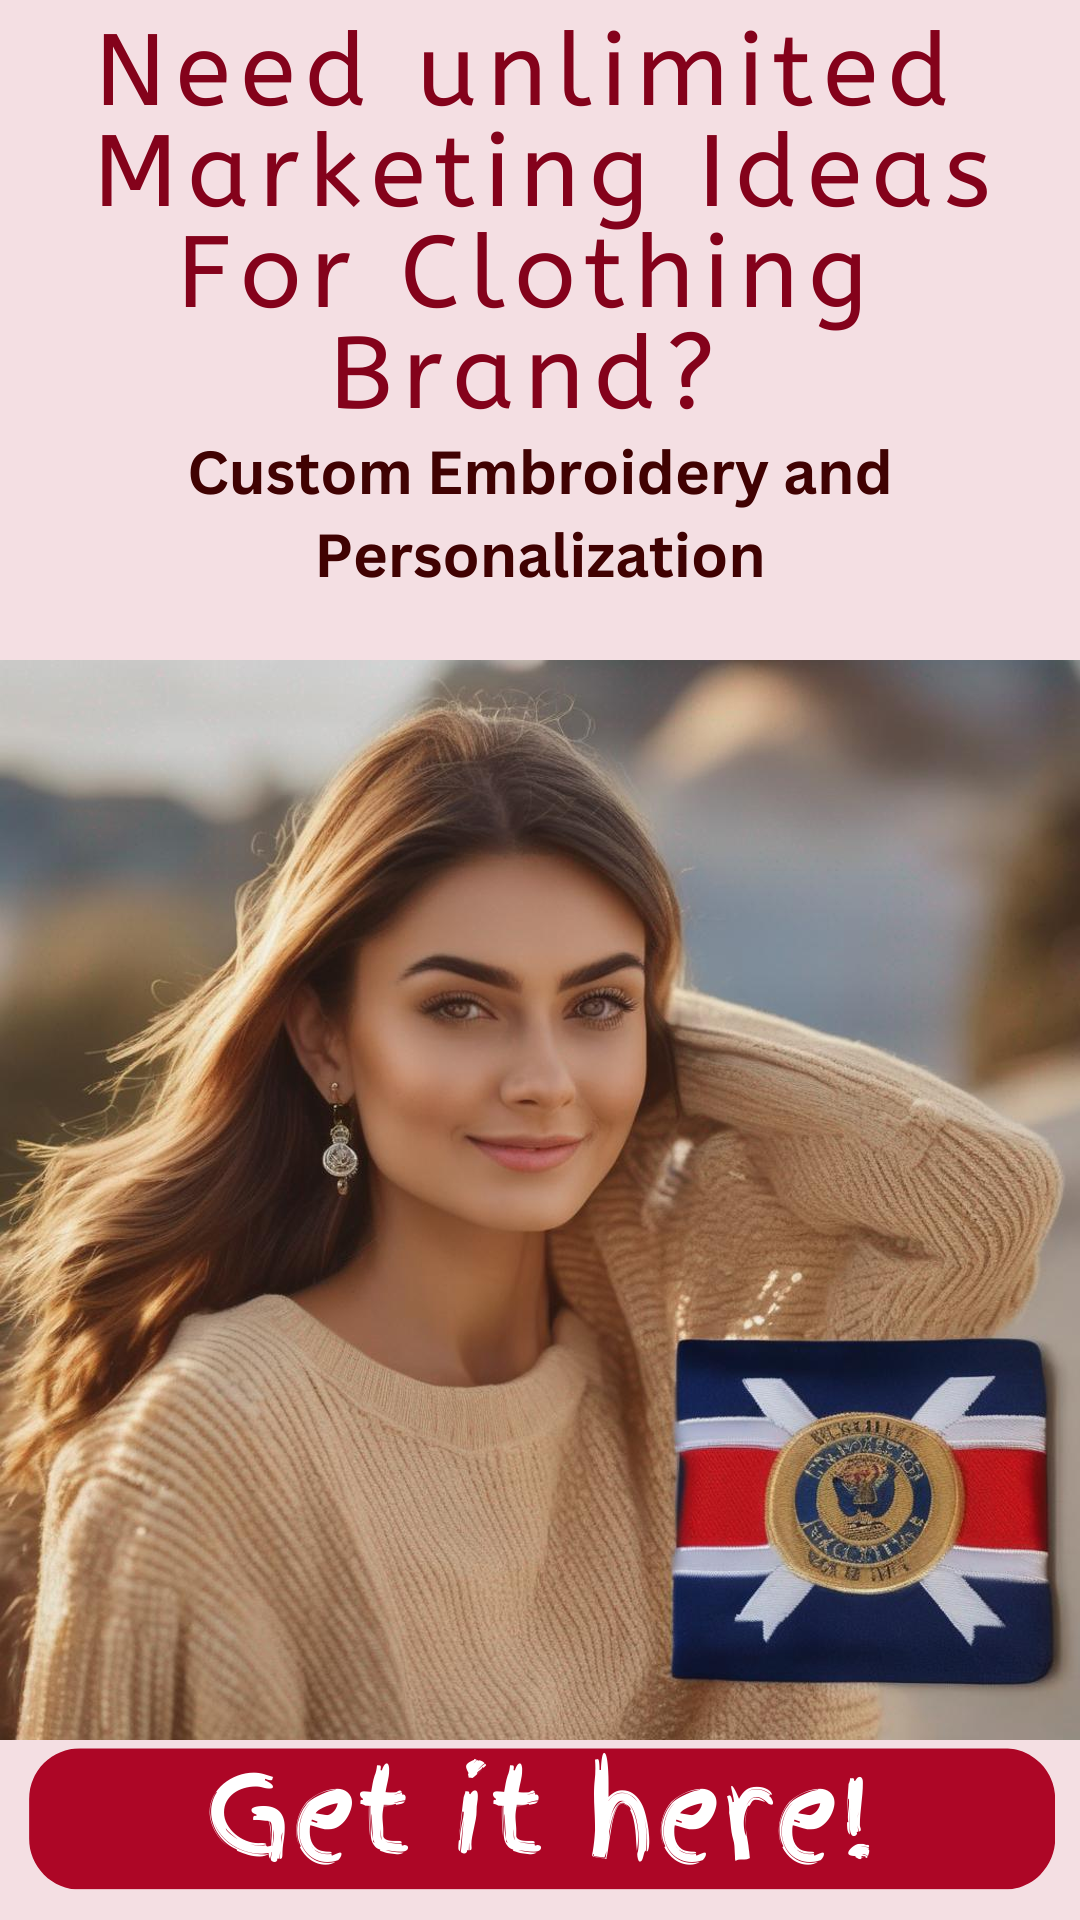 Need unlimited
Marketing Ideas
For Clothing
Brand?
Custom Embroidery and
Personalization
Get it here!